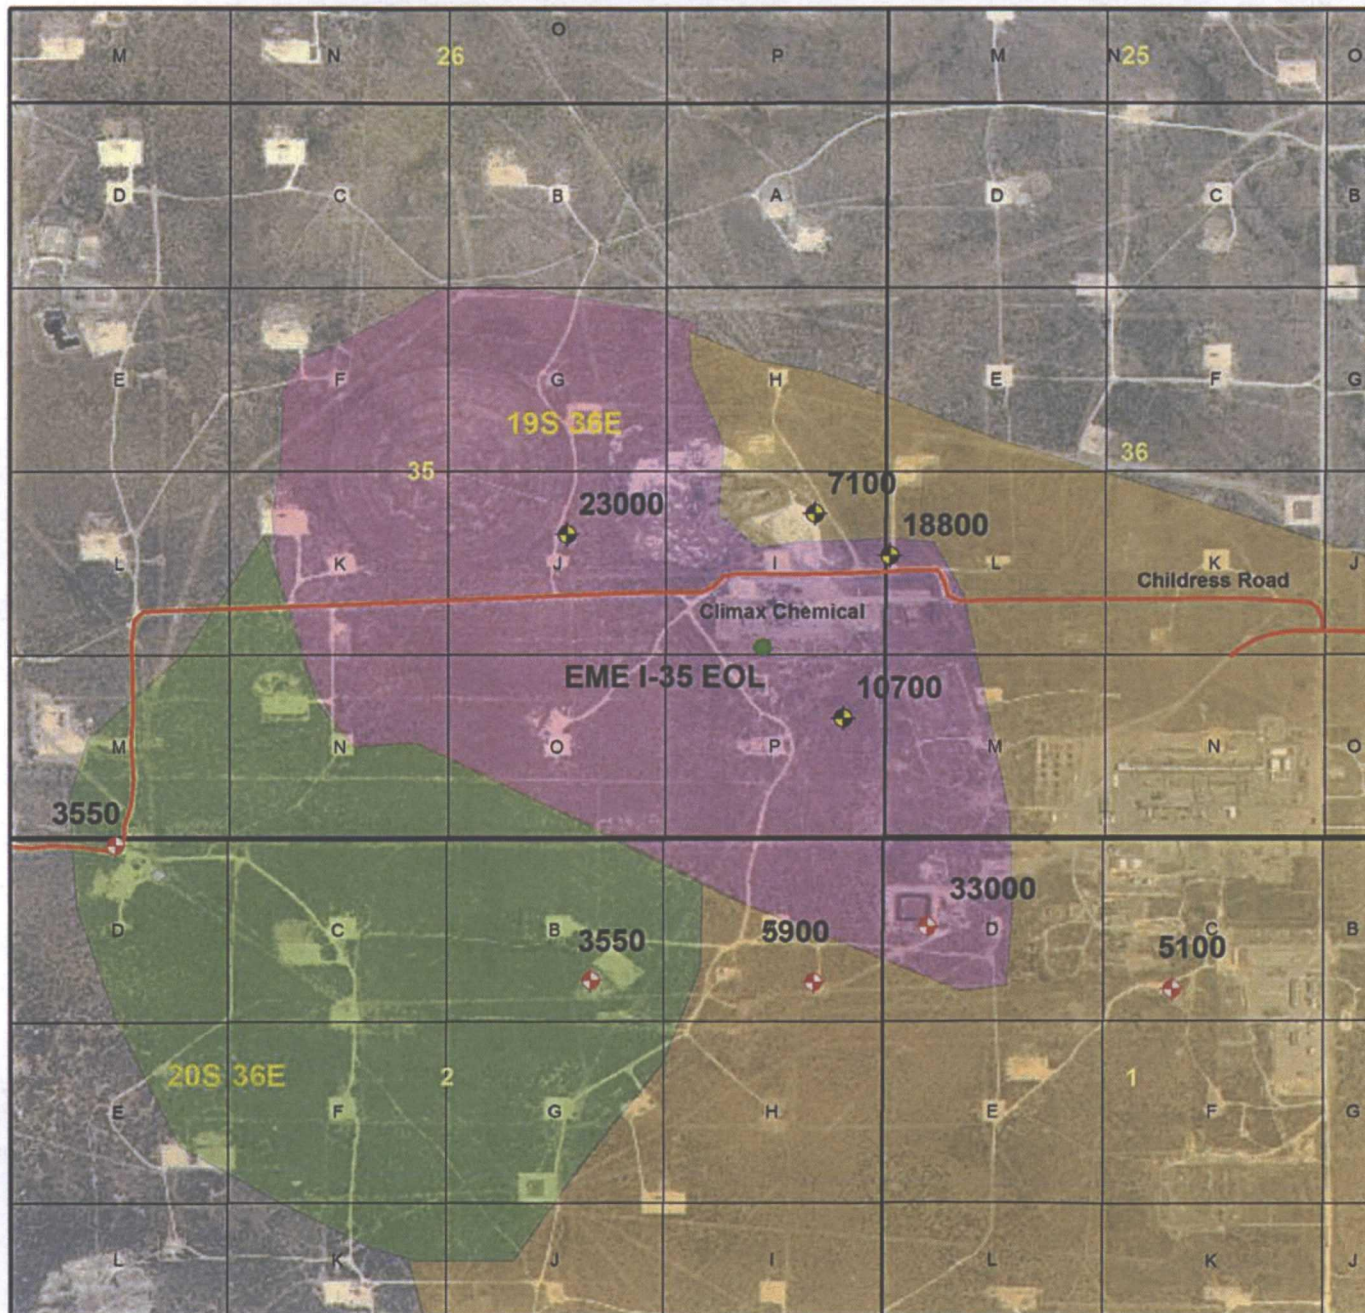 O
M N 26 P M N 25 O
D C B A D C B
E F G H E F G
19S 36E
35 36
23000 7100 18800
L K J I L K J
Childress Road
Climax Chemical
EME I-35 EOL 10700
M N O P M N O
3550
33000
D C B 3550 5900 D C B
5100
20S 36E 2 1
E F G H E F G
L K J I L K J